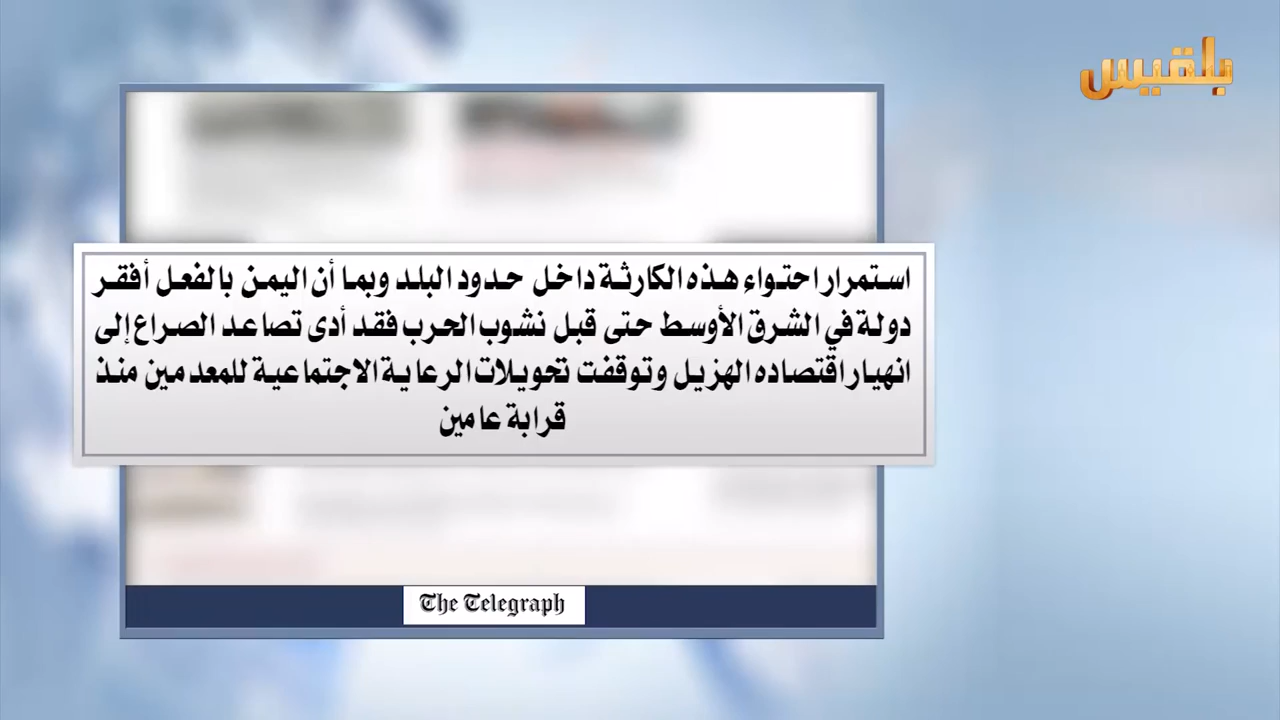 بلقيس
استمرار احتواء هذه الكارثة داخل حدود البلد وبما أن اليمن بالفعل أفقر
دولة في الشرق الأوسط حتى قبل نشوب الحرب فقد أدى تصاعد الصراع إلى
انهيار اقتصاده الهزيل وتوقفت تحويلات الرعاية الاجتماعية للمعدمين منذ
قرابة عامين
The Telegraph